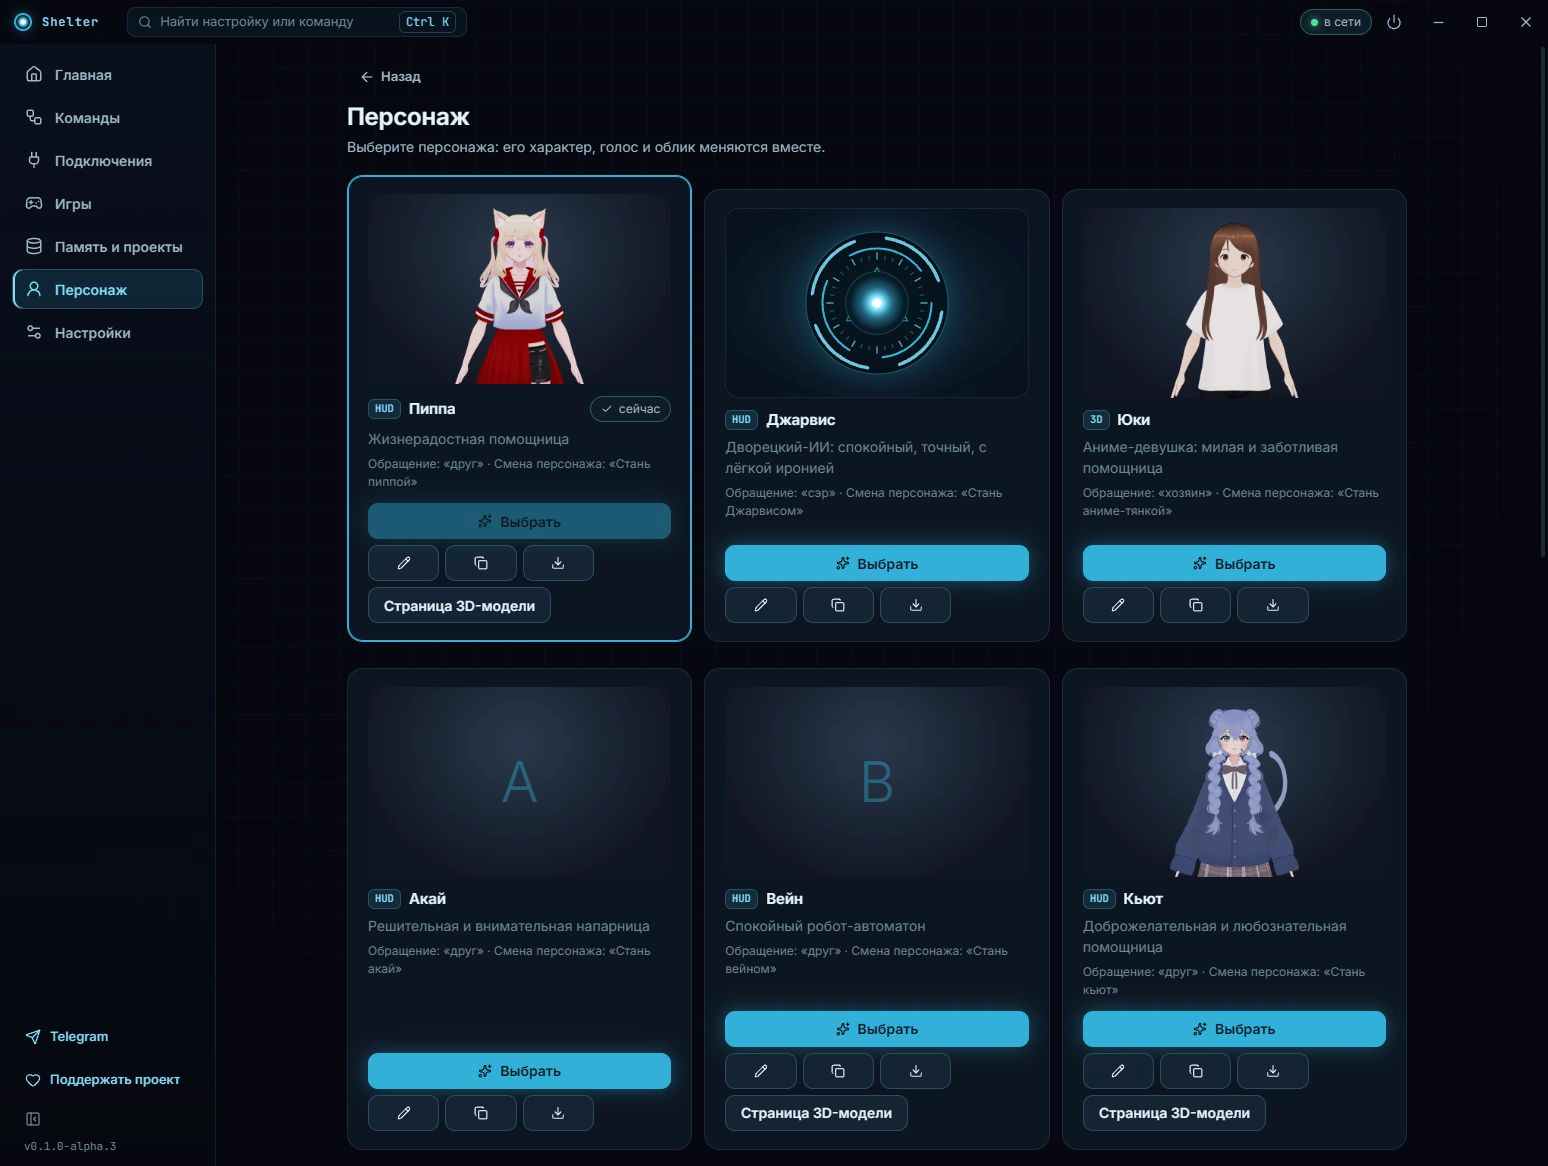 Shelter
Найти настройку или команду
Ctrl K
в сети
Главная
Команды
Подключения
Игры
Память и проекты
Персонаж
Настройки
Telegram
Поддержать проект
v0.1.0-alpha.3
Назад
Персонаж
Выберите персонажа: его характер, голос и облик меняются вместе.
HUD Пиппа
сейчас
Жизнерадостная помощница
Обращение: «друг» · Смена персонажа: «Стань
пиппой»
Выбрать
Страница 3D-модели
HUD Джарвис
Дворецкий-ИИ: спокойный, точный, с
лёгкой иронией
Обращение: «сэр» · Смена персонажа: «Стань
Джарвисом»
Выбрать
3D Юки
Аниме-девушка: милая и заботливая
помощница
Обращение: «хозяин» · Смена персонажа: «Стань
аниме-тянкой»
Выбрать
А
HUD Акай
Решительная и внимательная напарница
Обращение: «друг» · Смена персонажа: «Стань
акай»
Выбрать
В
HUD Вейн
Спокойный робот-автоматон
Обращение: «друг» · Смена персонажа: «Стань
вейном»
Выбрать
Страница 3D-модели
HUD Кьют
Доброжелательная и любознательная
помощница
Обращение: «друг» · Смена персонажа: «Стань
кьют»
Выбрать
Страница 3D-модели